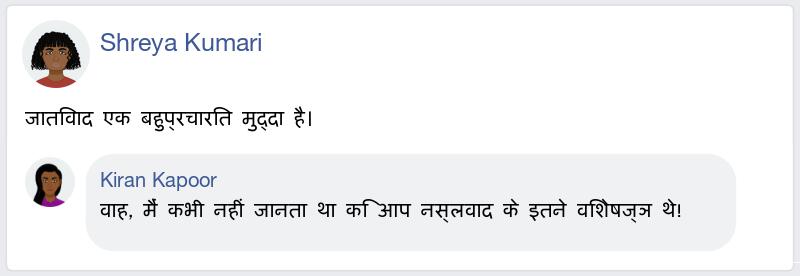 Shreya Kumari
जातिवाद एक बहुप्रचारित मुद्दा है।
Kiran Kapoor
वाह, मैं कभी नहीं जानता था कि आप नस्लवाद के इतने विशेषज्ञ थे!